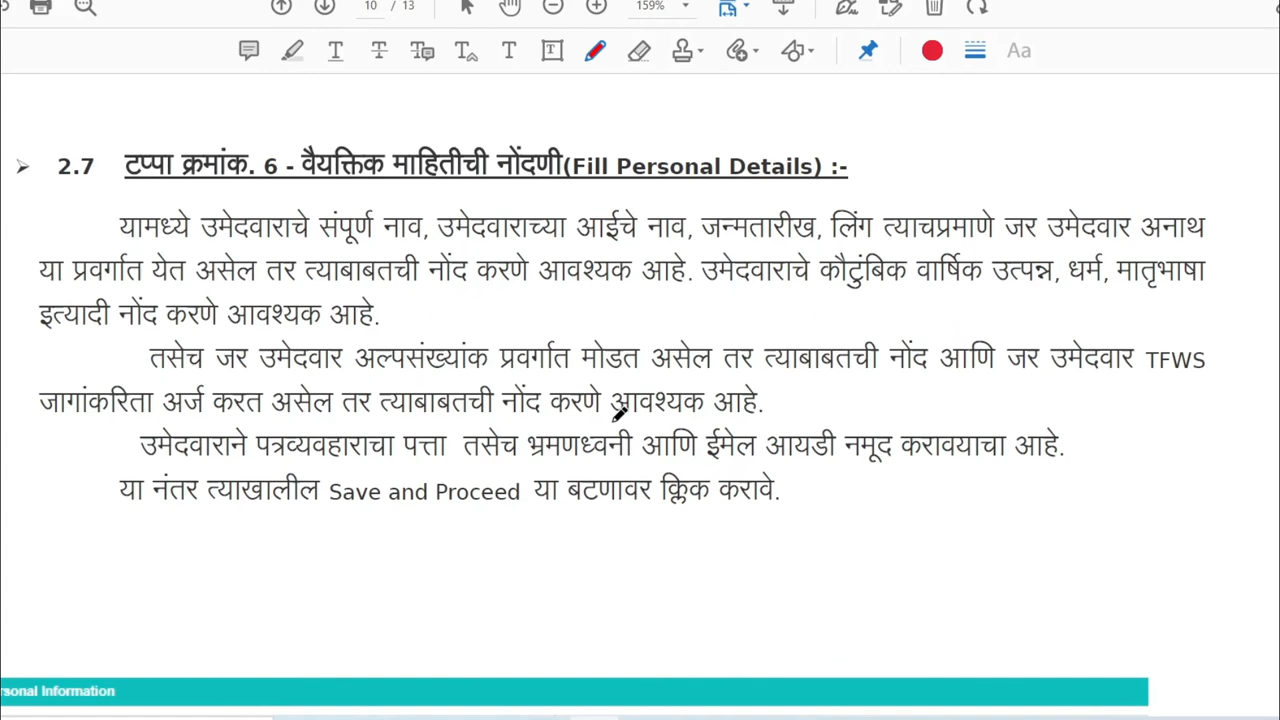 10 / 13
159%
Aa
➢ 2.7 टप्पा क्रमांक. 6 - वैयक्तिक माहितीची नोंदणी(Fill Personal Details) :-
यामध्ये उमेदवाराचे संपूर्ण नाव, उमेदवाराच्या आईचे नाव, जन्मतारीख, लिंग त्याचप्रमाणे जर उमेदवार अनाथ
या प्रवर्गात येत असेल तर त्याबाबतची नोंद करणे आवश्यक आहे. उमेदवाराचे कौटुंबिक वार्षिक उत्पन्न, धर्म, मातृभाषा
इत्यादी नोंद करणे आवश्यक आहे.
तसेच जर उमेदवार अल्पसंख्यांक प्रवर्गात मोडत असेल तर त्याबाबतची नोंद आणि जर उमेदवार TFWS
जागांकरिता अर्ज करत असेल तर त्याबाबतची नोंद करणे आवश्यक आहे.
उमेदवाराने पत्रव्यवहाराचा पत्ता तसेच भ्रमणध्वनी आणि ईमेल आयडी नमूद करावयाचा आहे.
या नंतर त्याखालील Save and Proceed या बटणावर क्लिक करावे.
rsonal Information